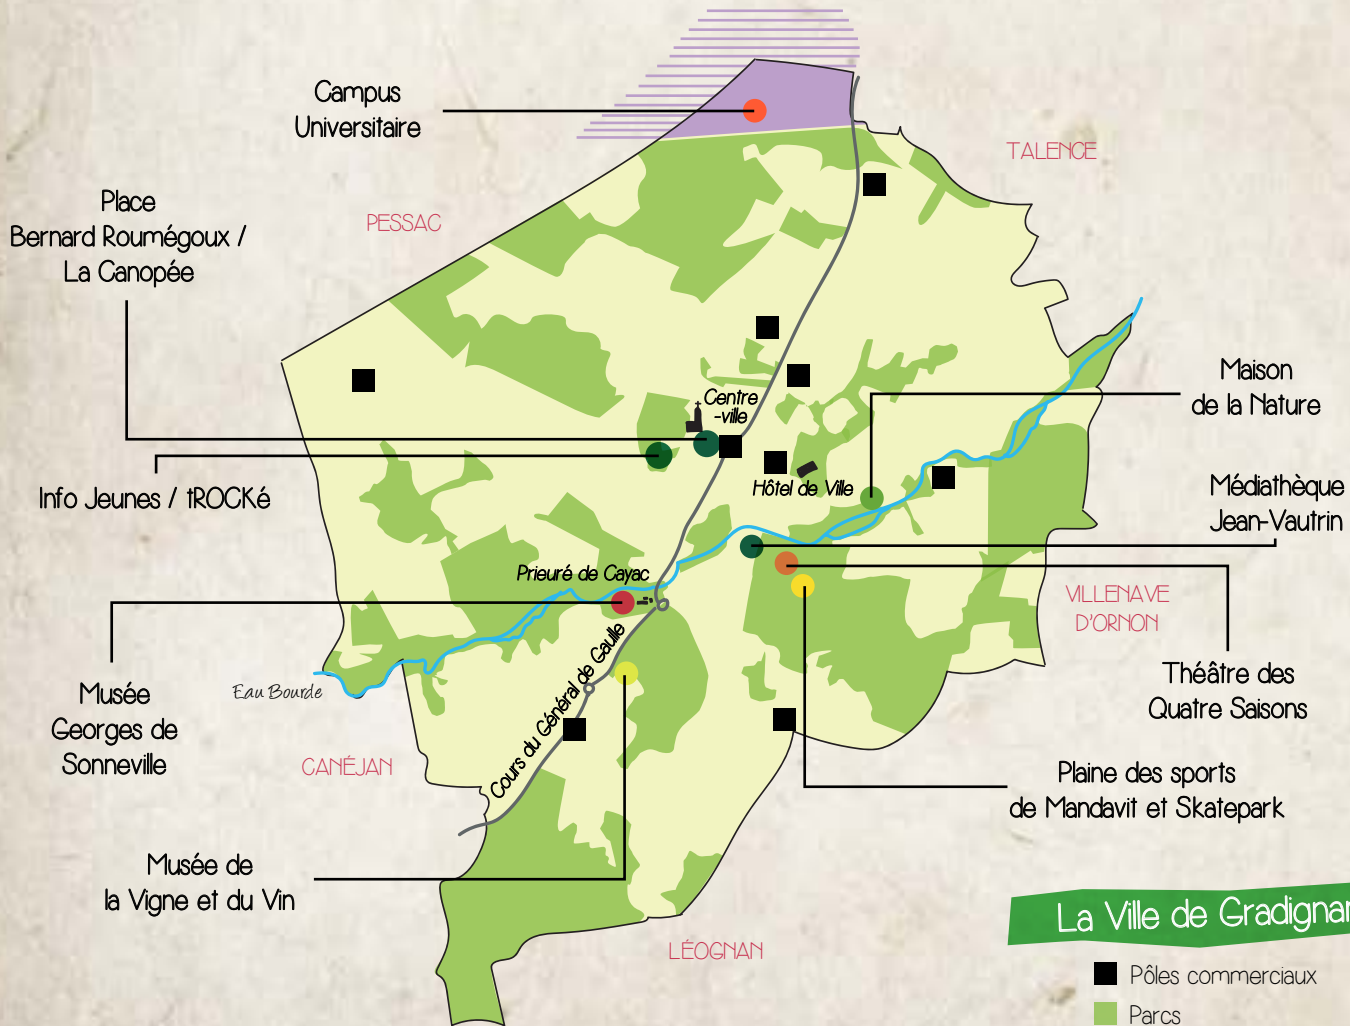 Campus
Universitaire
TALENCE
Place
Bernard Roumégoux /
La Canopée
PESSAC
Maison
de la Nature
Centre
-ville
Info Jeunes / tROCKé
Hôtel de Ville
Médiathèque
Jean-Vautrin
Prieuré de Cayac
VILLENAVE
D'ORNON
Musée
Georges de
Sonneville
Eau Bourde
Cours du Général de Gaulle
Théâtre des
Quatre Saisons
CANÉJAN
Plaine des sports
de Mandavit et Skatepark
Musée de
la Vigne et du Vin
LÉOGNAN
La Ville de Gradignan
Pôles commerciaux
Parcs